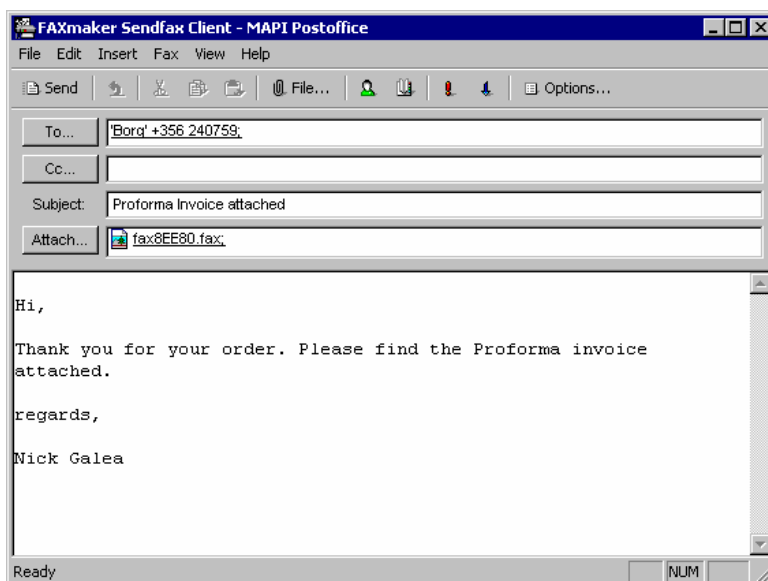 FAXmaker Sendfax Client - MAPI Postoffice
File Edit Insert Fax View Help
Send File... Options...
To... 'Borg' +356 240759;
Cc...
Subject: Proforma Invoice attached
Attach... fax8EE80.fax;
Hi,
Thank you for your order. Please find the Proforma invoice
attached.
regards,
Nick Galea
Ready NUM